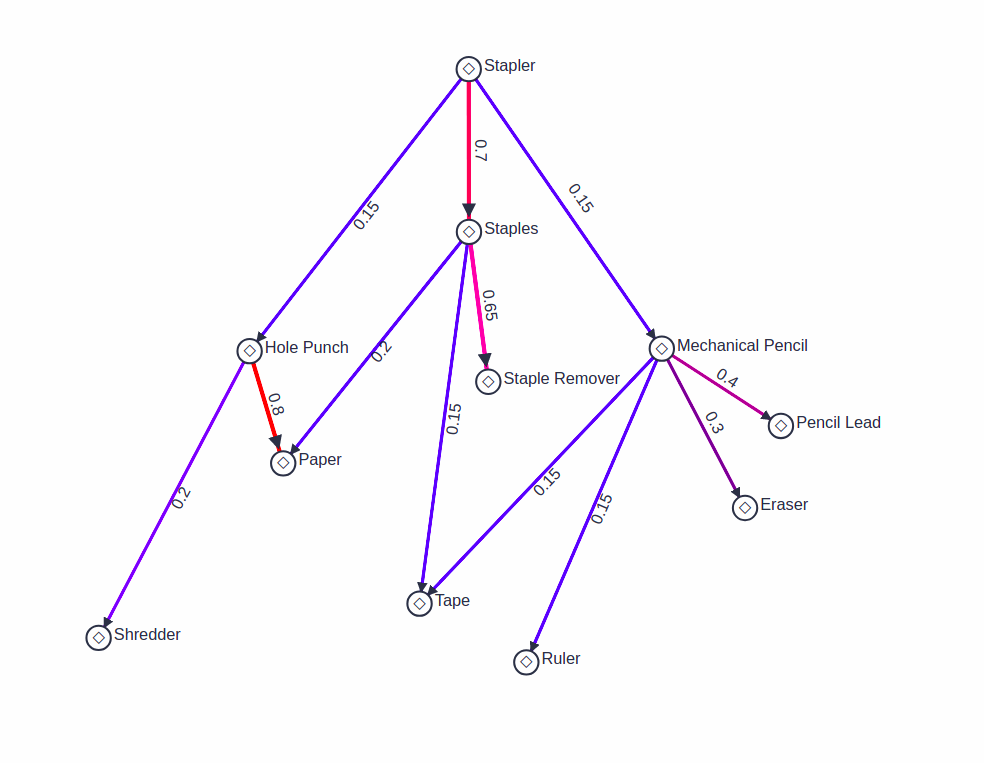 Stapler
0.7
0.15
0.15
Staples
0.65
0.2
0.15
Hole Punch
Mechanical Pencil
Staple Remover
0.4
0.8
0.3
Pencil Lead
Paper
0.15
0.15
0.2
Eraser
Tape
Shredder
Ruler